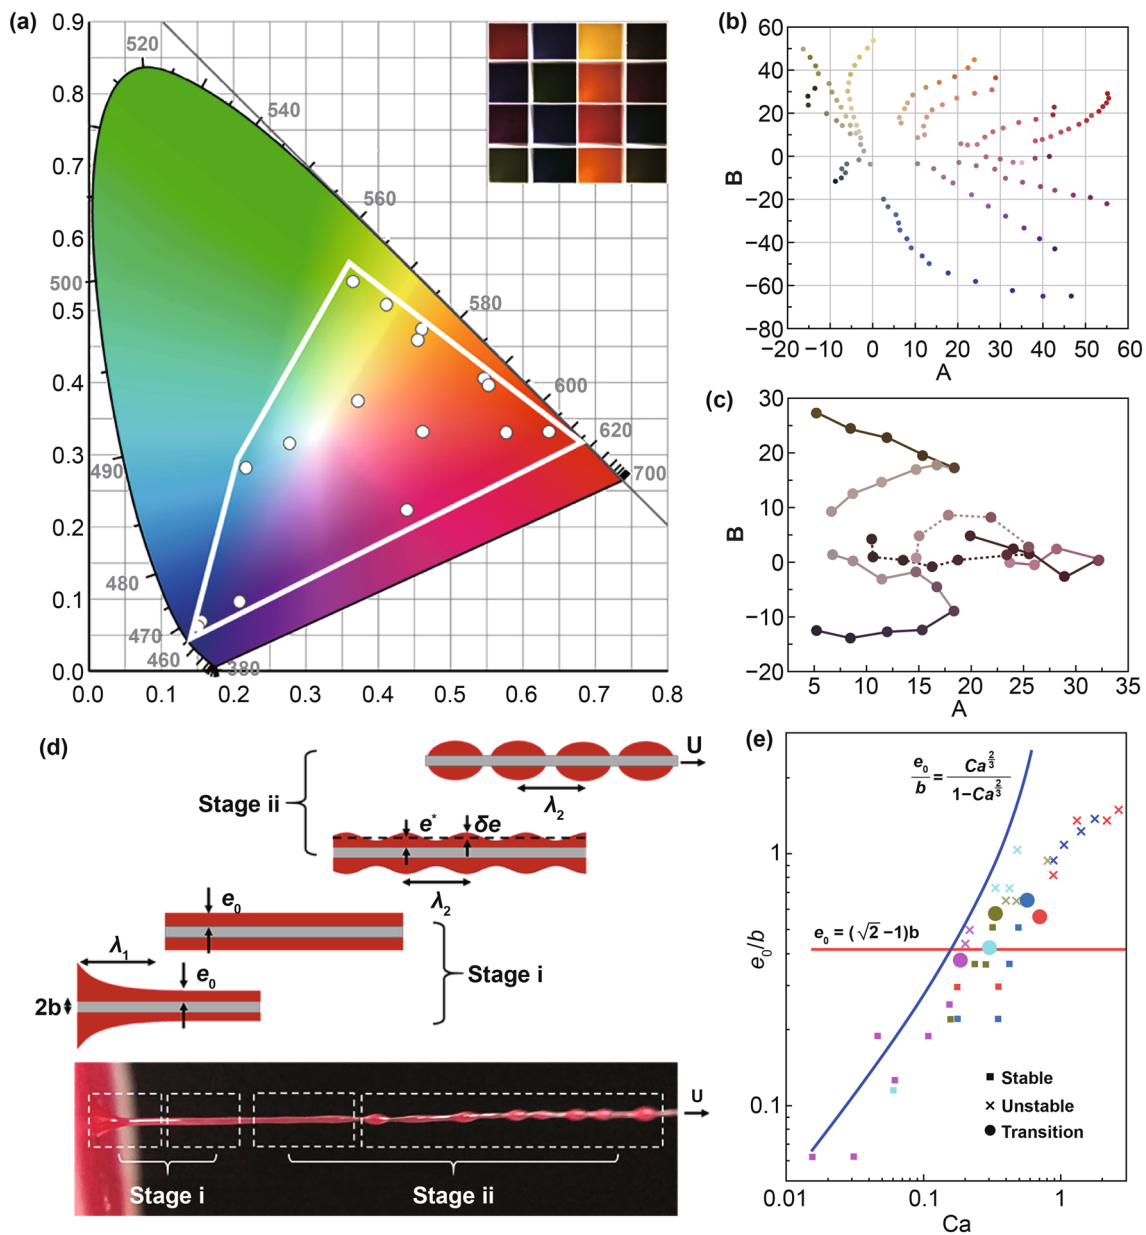 (a)
0.9
0.8
0.7
0.6
0.5
0.4
0.3
0.2
0.1
0.0
0.0 0.1 0.2 0.3 0.4 0.5 0.6 0.7 0.8
520
540
560
580
600
620
700
500
490
480
470
460
380
(b)
B
60
40
20
0
−20
−40
−60
−80
−20 −10 0 10 20 30 40 50 60
A
(c)
B
30
20
10
0
−10
−20
5 10 15 20 25 30 35
A
(d)
U
Stage ii
λ2
e* δe
λ2
e0
λ1
e0
Stage i
2b
U
Stage i
Stage ii
(e)
e0/b = Ca^(2/3) / 1−Ca^(2/3)
e0 = (√2 −1)b
e0/b
1
0.1
Stable
Unstable
Transition
0.01 0.1 1
Ca